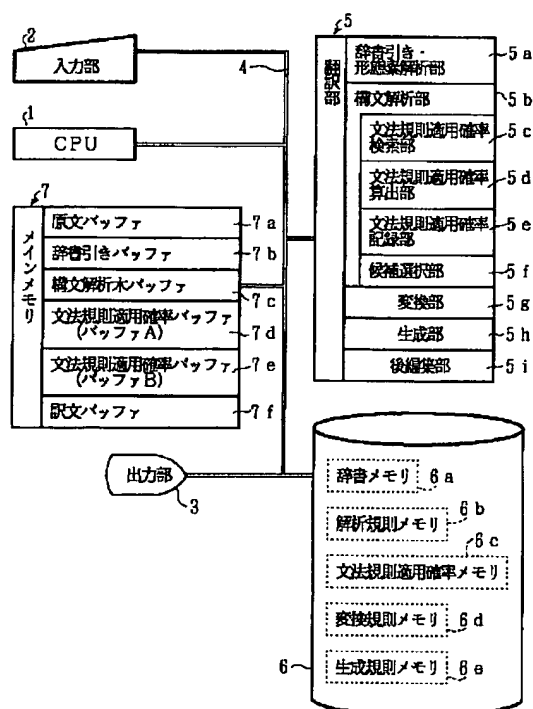 2
入力部
4
1
CPU
7
メインメモリ
原文バッファ
7a
辞書引きバッファ
7b
構文解析木バッファ
7c
文法規則適用確率バッファ
(バッファA)
7d
文法規則適用確率バッファ
(バッファB)
7e
訳文バッファ
7f
出力部
3
5
翻訳部
辞書引き・
形態素解析部
5a
構文解析部
5b
文法規則適用確率
検索部
5c
文法規則適用確率
算出部
5d
文法規則適用確率
記録部
5e
候補選択部
5f
変換部
5g
生成部
5h
後編集部
5i
辞書メモリ
6a
解析規則メモリ
6b
6c
文法規則適用確率メモリ
変換規則メモリ
6d
生成規則メモリ
6e
6